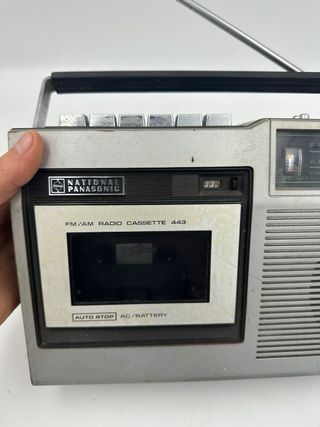 NATIONAL
PANASONIC
FM/AM RADIO CASSETTE 443
AUTO STOP AC/BATTERY